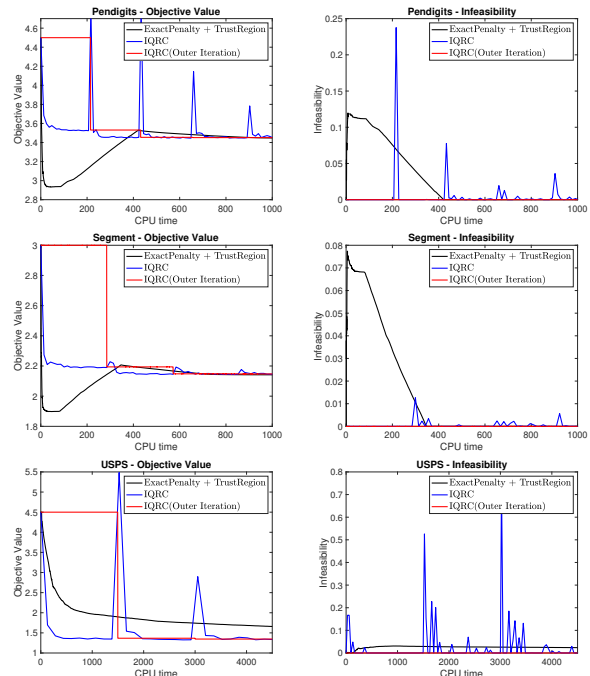 Pendigits - Objective Value
Objective Value
4.6
4.4
4.2
4
3.8
3.6
3.4
3.2
3
2.8
ExactPenalty + TrustRegion
IQRC
IQRC(Outer Iteration)
0
200
400
600
800
1000
CPU time
Pendigits - Infeasibility
Infeasibility
0.25
0.2
0.15
0.1
0.05
0
ExactPenalty + TrustRegion
IQRC
IQRC(Outer Iteration)
0
200
400
600
800
1000
CPU time
Segment - Objective Value
Objective Value
3
2.8
2.6
2.4
2.2
2
1.8
ExactPenalty + TrustRegion
IQRC
IQRC(Outer Iteration)
0
200
400
600
800
1000
CPU time
Segment - Infeasibility
Infeasibility
0.08
0.07
0.06
0.05
0.04
0.03
0.02
0.01
0
ExactPenalty + TrustRegion
IQRC
IQRC(Outer Iteration)
0
200
400
600
800
1000
CPU time
USPS - Objective Value
Objective Value
5.5
5
4.5
4
3.5
3
2.5
2
1.5
1
ExactPenalty + TrustRegion
IQRC
IQRC(Outer Iteration)
0
1000
2000
3000
4000
CPU time
USPS - Infeasibility
Infeasibility
0.8
0.7
0.6
0.5
0.4
0.3
0.2
0.1
0
ExactPenalty + TrustRegion
IQRC
IQRC(Outer Iteration)
0
1000
2000
3000
4000
CPU time